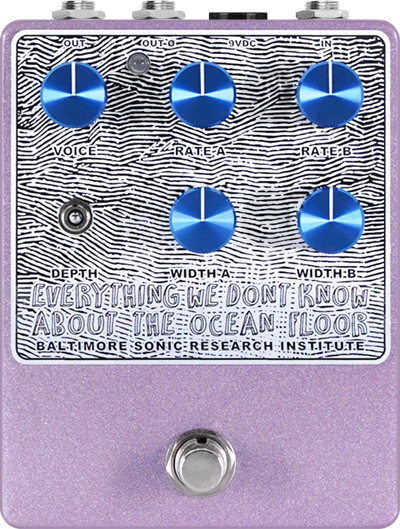 OUT OUT Ø 9VDC IN
VOICE RATE A RATE B
DEPTH WIDTH A WIDTH B
EVERYTHING WE DONT KNOW
ABOUT THE OCEAN FLOOR
BALTIMORE SONIC RESEARCH INSTITUTE